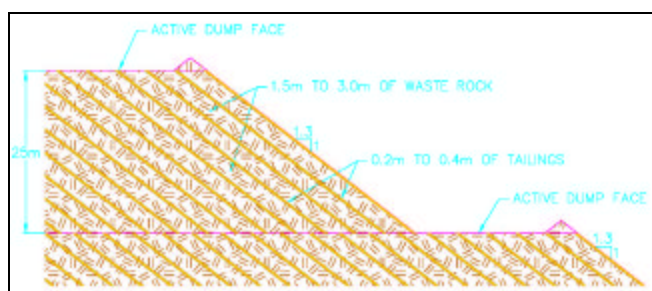 ACTIVE DUMP FACE
1.5m TO 3.0m OF WASTE ROCK
1.3
1
25m
0.2m TO 0.4m OF TAILINGS
ACTIVE DUMP FACE
1.3
1